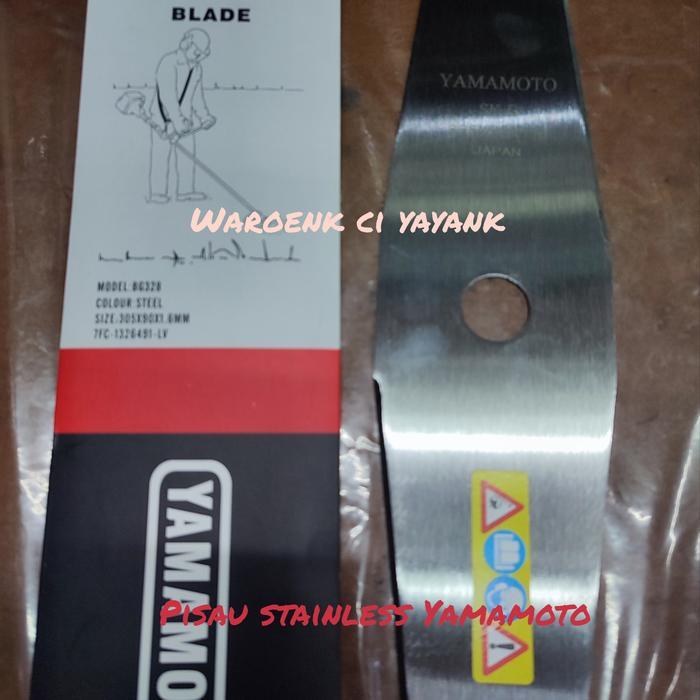 BLADE
YAMAMOTO
JAPAN
Waroenk ci yayank
MODEL:BG328
COLOUR:STEEL
SIZE:305X90X1.6MM
7FC-1326491-LV
YAMAMO
Pisau stainless Yamamoto